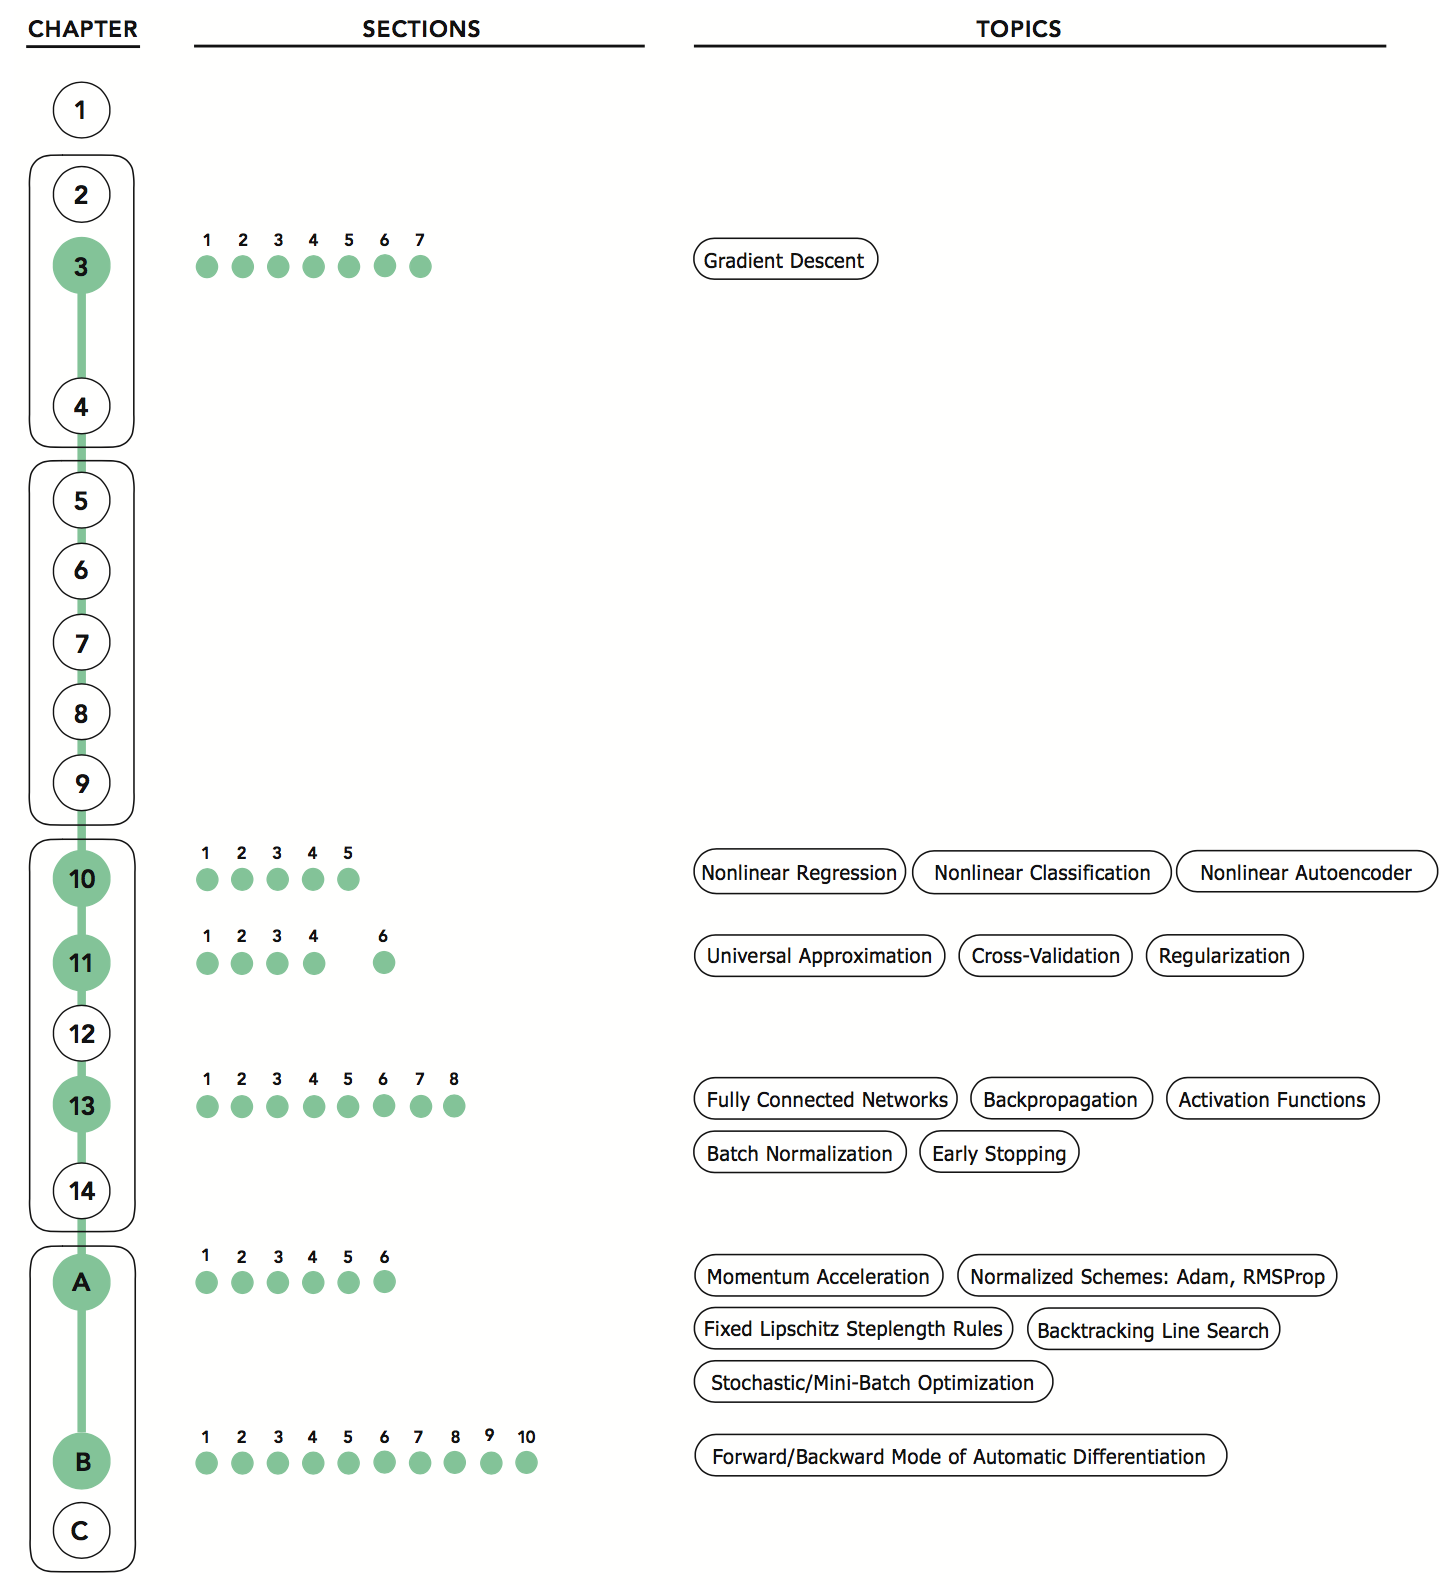 CHAPTER SECTIONS TOPICS
1
2
1 2 3 4 5 6 7
3 Gradient Descent
4
5
6
7
8
9
1 2 3 4 5
10 Nonlinear Regression Nonlinear Classification Nonlinear Autoencoder
1 2 3 4 6
11 Universal Approximation Cross-Validation Regularization
12
1 2 3 4 5 6 7 8
13 Fully Connected Networks Backpropagation Activation Functions
Batch Normalization Early Stopping
14
1 2 3 4 5 6
A Momentum Acceleration Normalized Schemes: Adam, RMSProp
Fixed Lipschitz Steplength Rules Backtracking Line Search
Stochastic/Mini-Batch Optimization
1 2 3 4 5 6 7 8 9 10
B Forward/Backward Mode of Automatic Differentiation
C